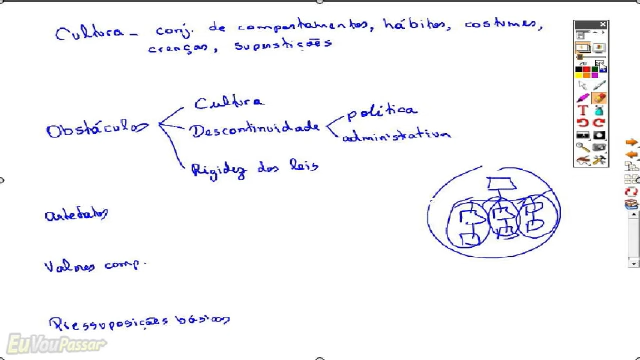 Cultura - conj. de comportamentos, hábitos, costumes,
crenças, superstições
Cultura
Obstáculos
Descontinuidade
política
administrativa
Rigidez das leis
artefatos
Valores comp.
Pressuposições básicas
EuVouPassar